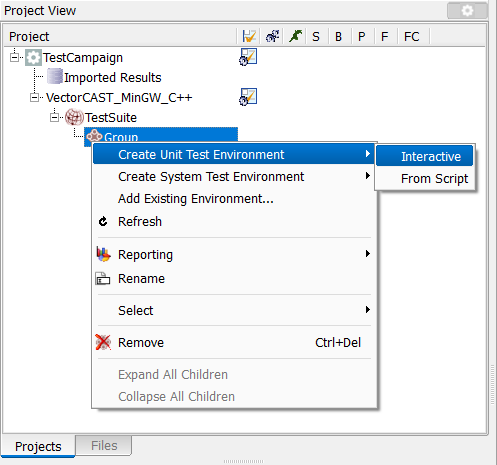 Project View
Project S B P F FC
TestCampaign
Imported Results
VectorCAST_MinGW_C++
TestSuite
Group
Create Unit Test Environment
Interactive
Create System Test Environment
From Script
Add Existing Environment...
Refresh
Reporting
Rename
Select
Remove Ctrl+Del
Expand All Children
Collapse All Children
Projects Files